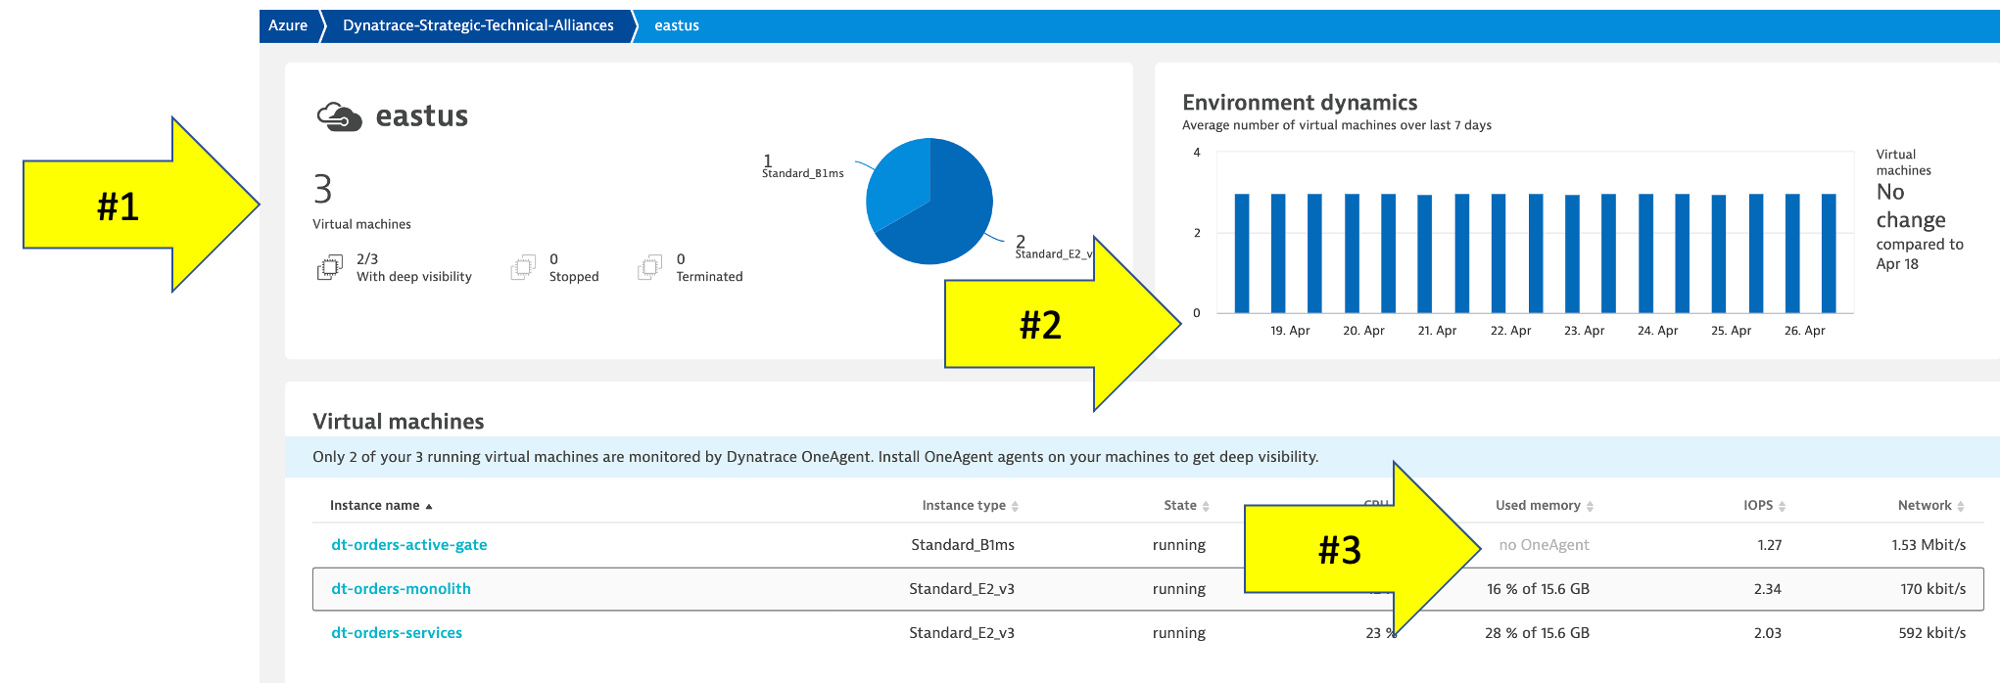 Azure Dynatrace-Strategic-Technical-Alliances eastus
eastus
#1
3
Virtual machines
2/3
With deep visibility
0
Stopped
0
Terminated
1
Standard_B1ms
2
Standard_E2_v
#2
Environment dynamics
Average number of virtual machines over last 7 days
4
2
0
19. Apr 20. Apr 21. Apr 22. Apr 23. Apr 24. Apr 25. Apr 26. Apr
Virtual
machines
No
change
compared to
Apr 18
Virtual machines
Only 2 of your 3 running virtual machines are monitored by Dynatrace OneAgent. Install OneAgent agents on your machines to get deep visibility.
Instance name Instance type State CPU Used memory IOPS Network
#3
dt-orders-active-gate Standard_B1ms running no OneAgent 1.27 1.53 Mbit/s
dt-orders-monolith Standard_E2_v3 running 16 % of 15.6 GB 2.34 170 kbit/s
dt-orders-services Standard_E2_v3 running 23 % 28 % of 15.6 GB 2.03 592 kbit/s